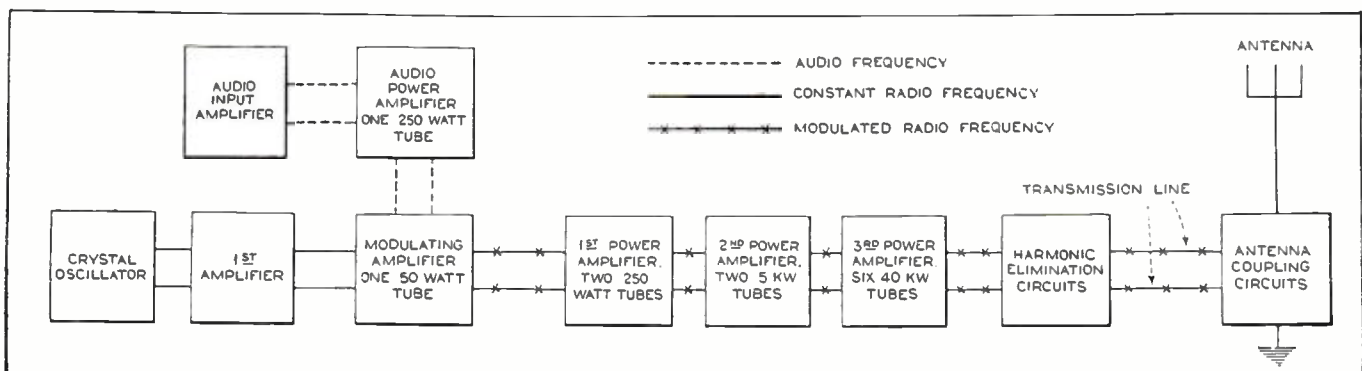 AUDIO
INPUT
AMPLIFIER
AUDIO
POWER
AMPLIFIER
ONE 250 WATT
TUBE
AUDIO FREQUENCY
CONSTANT RADIO FREQUENCY
MODULATED RADIO FREQUENCY
ANTENNA
TRANSMISSION LINE
CRYSTAL
OSCILLATOR
1ST
AMPLIFIER
MODULATING
AMPLIFIER
ONE 50 WATT
TUBE
1ST POWER
AMPLIFIER,
TWO 250
WATT TUBES
2ND POWER
AMPLIFIER,
TWO 5 KW
TUBES
3RD POWER
AMPLIFIER,
SIX 40 KW
TUBES
HARMONIC
ELIMINATION
CIRCUITS
ANTENNA
COUPLING
CIRCUITS